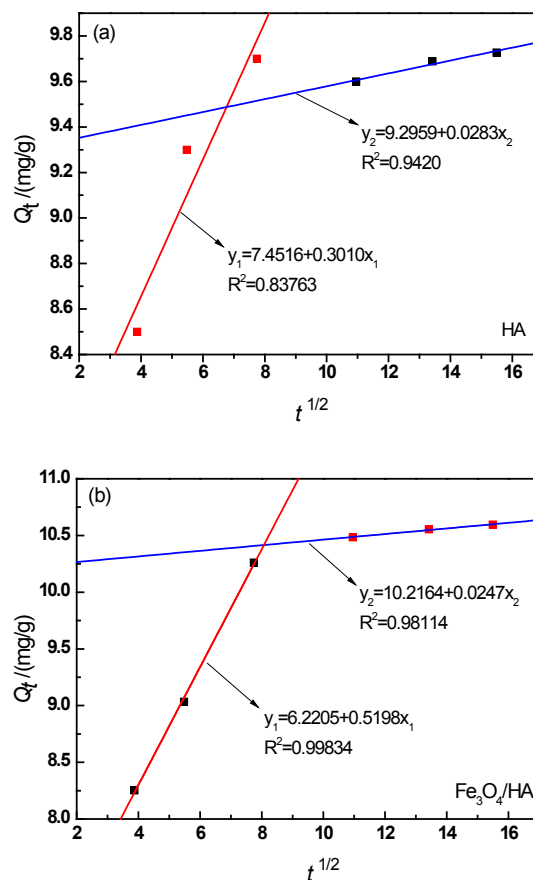 (a)
9.8
9.6
9.4
9.2
9.0
8.8
8.6
8.4
Q_t /(mg/g)
y₂=9.2959+0.0283x₂
R²=0.9420
y₁=7.4516+0.3010x₁
R²=0.83763
HA
2 4 6 8 10 12 14 16
t ^1/2
(b)
11.0
10.5
10.0
9.5
9.0
8.5
8.0
Q_t /(mg/g)
y₂=10.2164+0.0247x₂
R²=0.98114
y₁=6.2205+0.5198x₁
R²=0.99834
Fe₃O₄/HA
2 4 6 8 10 12 14 16
t ^1/2